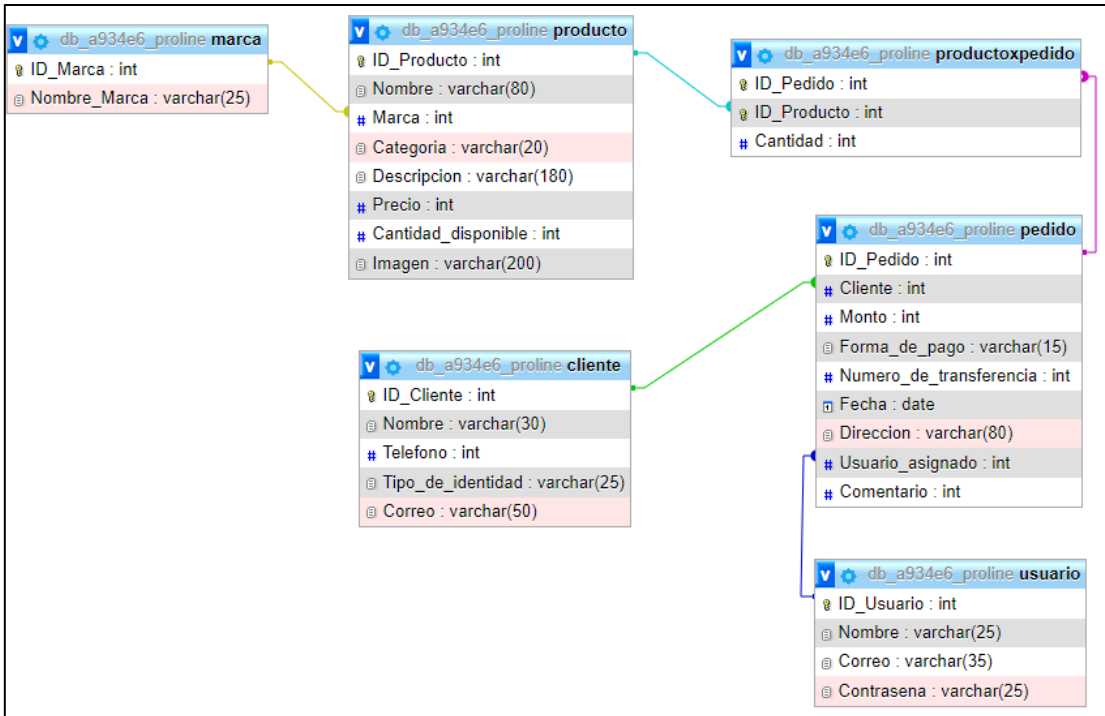 db_a934e6_proline marca
ID_Marca : int
Nombre_Marca : varchar(25)
db_a934e6_proline producto
ID_Producto : int
Nombre : varchar(80)
Marca : int
Categoria : varchar(20)
Descripcion : varchar(180)
Precio : int
Cantidad_disponible : int
Imagen : varchar(200)
db_a934e6_proline productoxpedido
ID_Pedido : int
ID_Producto : int
Cantidad : int
db_a934e6_proline pedido
ID_Pedido : int
Cliente : int
Monto : int
Forma_de_pago : varchar(15)
Numero_de_transferencia : int
Fecha : date
Direccion : varchar(80)
Usuario_asignado : int
Comentario : int
db_a934e6_proline cliente
ID_Cliente : int
Nombre : varchar(30)
Telefono : int
Tipo_de_identidad : varchar(25)
Correo : varchar(50)
db_a934e6_proline usuario
ID_Usuario : int
Nombre : varchar(25)
Correo : varchar(35)
Contrasena : varchar(25)